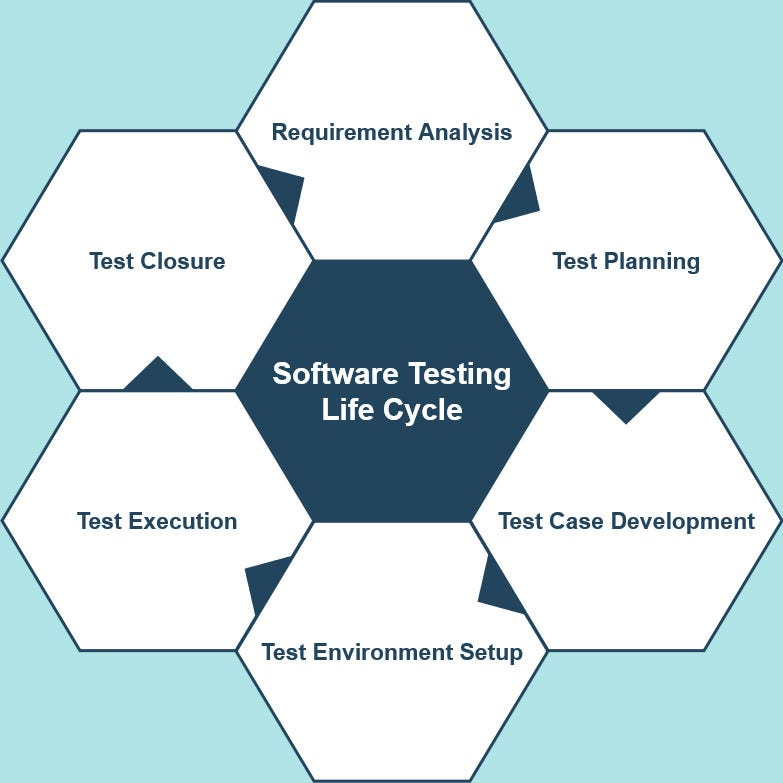 Requirement Analysis
Test Closure
Test Planning
Software Testing
Life Cycle
Test Execution
Test Case Development
Test Environment Setup